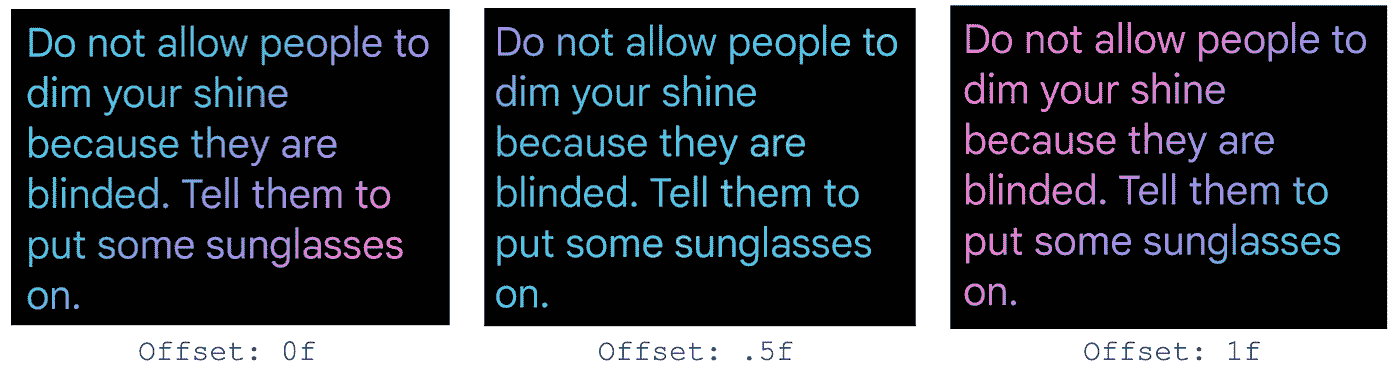 Do not allow people to
dim your shine
because they are
blinded. Tell them to
put some sunglasses
on.
Offset: 0f
Do not allow people to
dim your shine
because they are
blinded. Tell them to
put some sunglasses
on.
Offset: .5f
Do not allow people to
dim your shine
because they are
blinded. Tell them to
put some sunglasses
on.
Offset: 1f